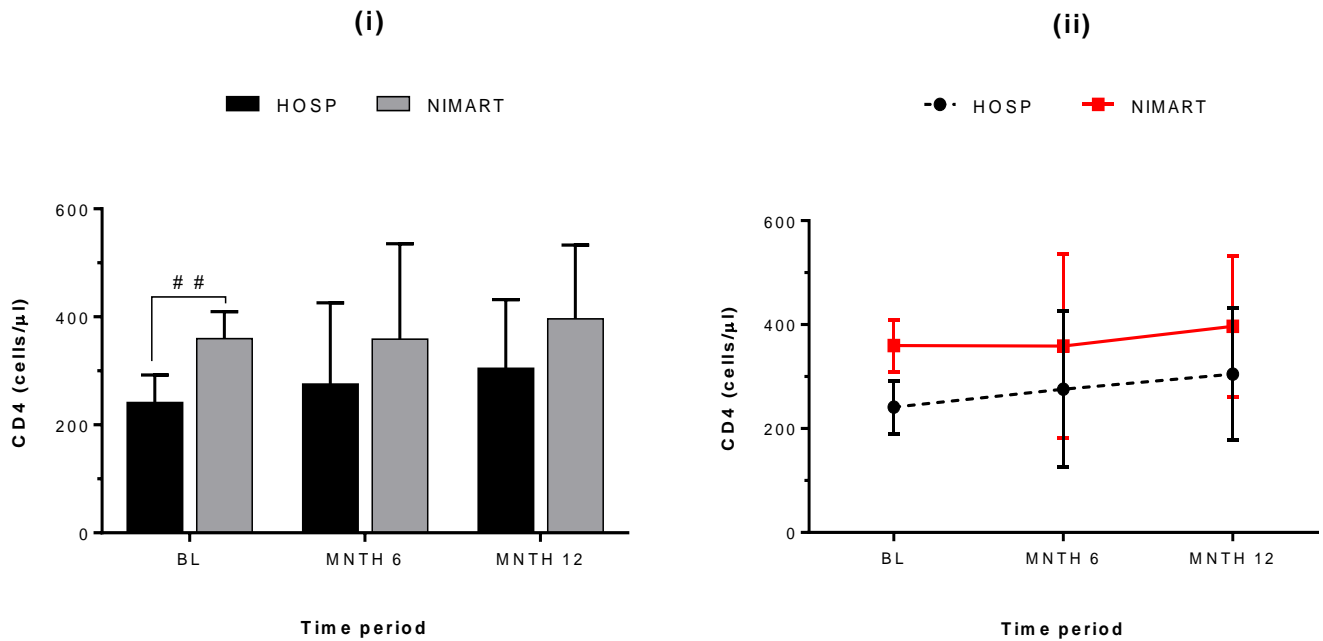 (i)
HOSP NIMART
600
400
200
0
CD4 (cells/μl)
# #
BL MNTH 6 MNTH 12
Time period
(ii)
HOSP NIMART
600
400
200
0
CD4 (cells/μl)
BL MNTH 6 MNTH 12
Time period